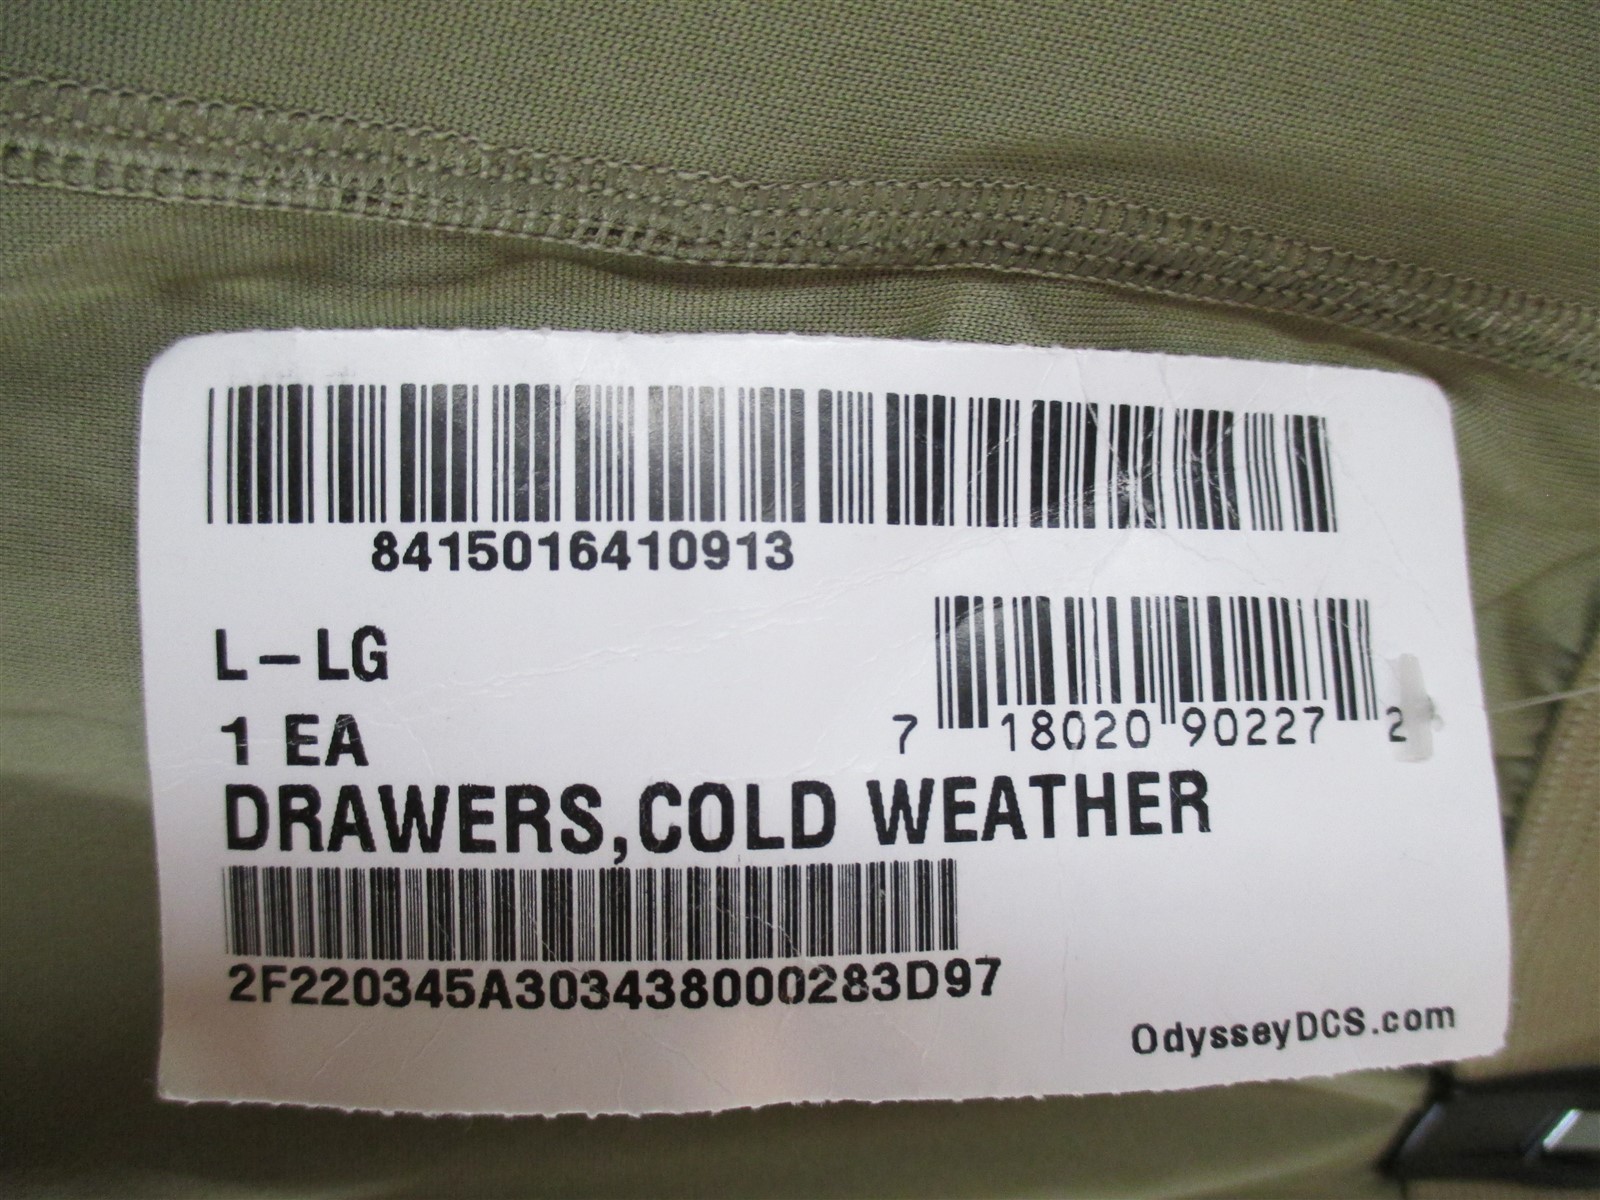 8415016410913
L-LG
1 EA
7 18020 90227 2
DRAWERS,COLD WEATHER
2F220345A303438000283D97
OdysseyDCS.com